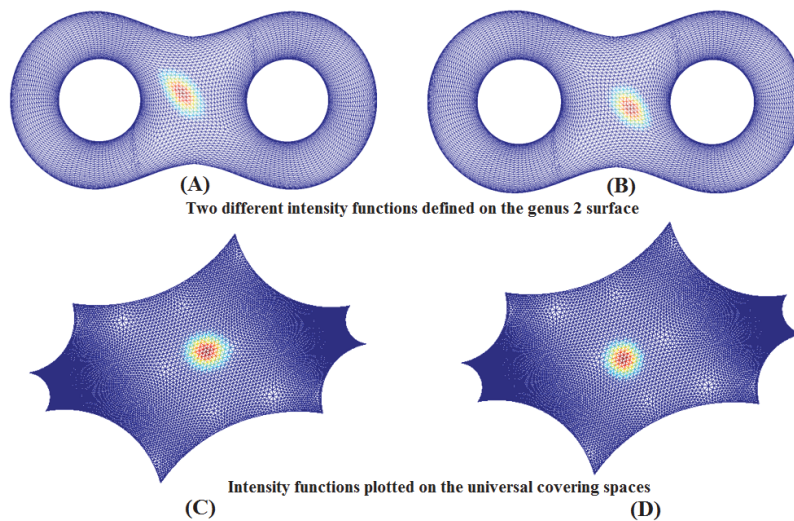 (A)
(B)
Two different intensity functions defined on the genus 2 surface
Intensity functions plotted on the universal covering spaces
(C)
(D)